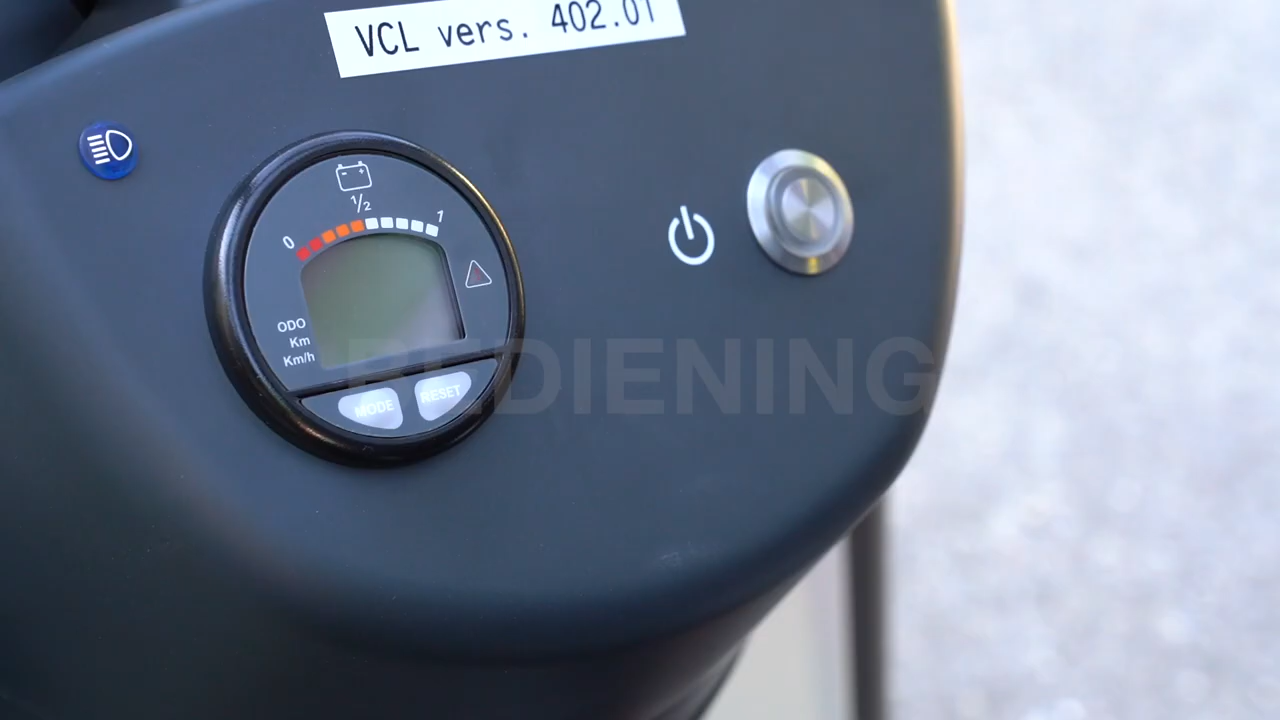 VCL vers. 402.01
1/2
0
1
ODO
Km
Km/h
BEDIENING
MODE
RESET